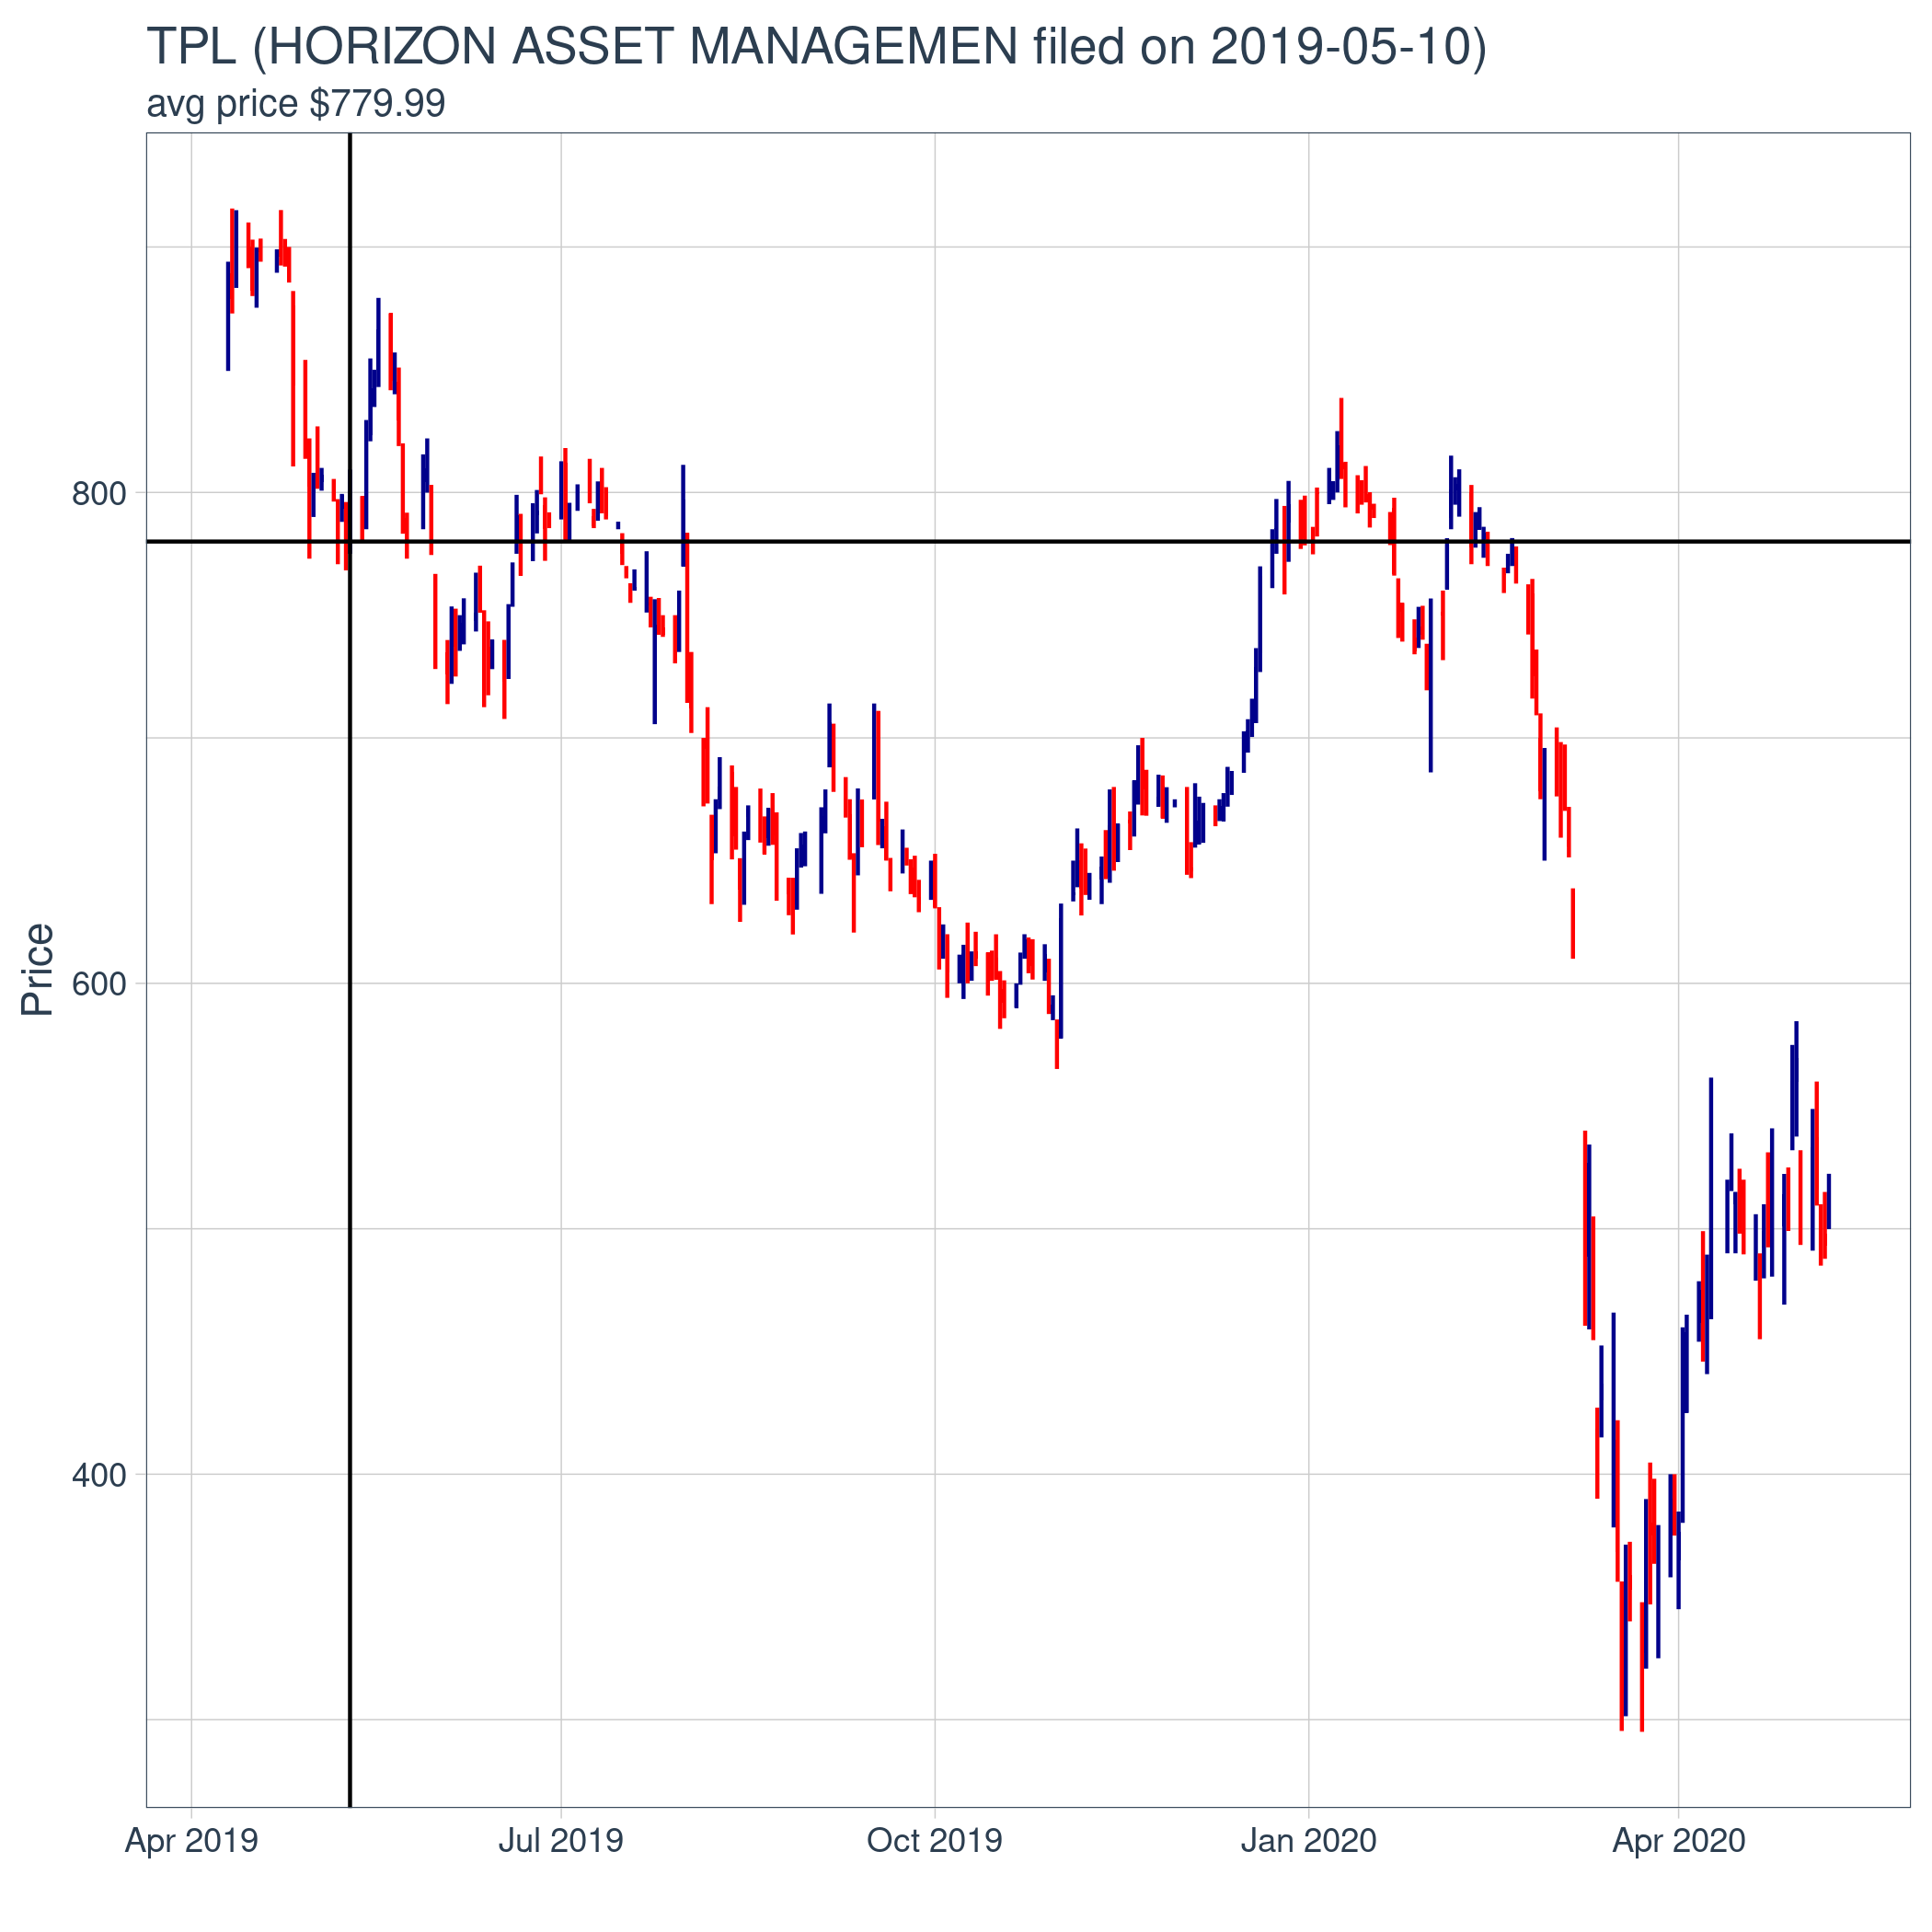 TPL (HORIZON ASSET MANAGEMEN filed on 2019-05-10)
avg price $779.99
800
600
400
Price
Apr 2019 Jul 2019 Oct 2019 Jan 2020 Apr 2020